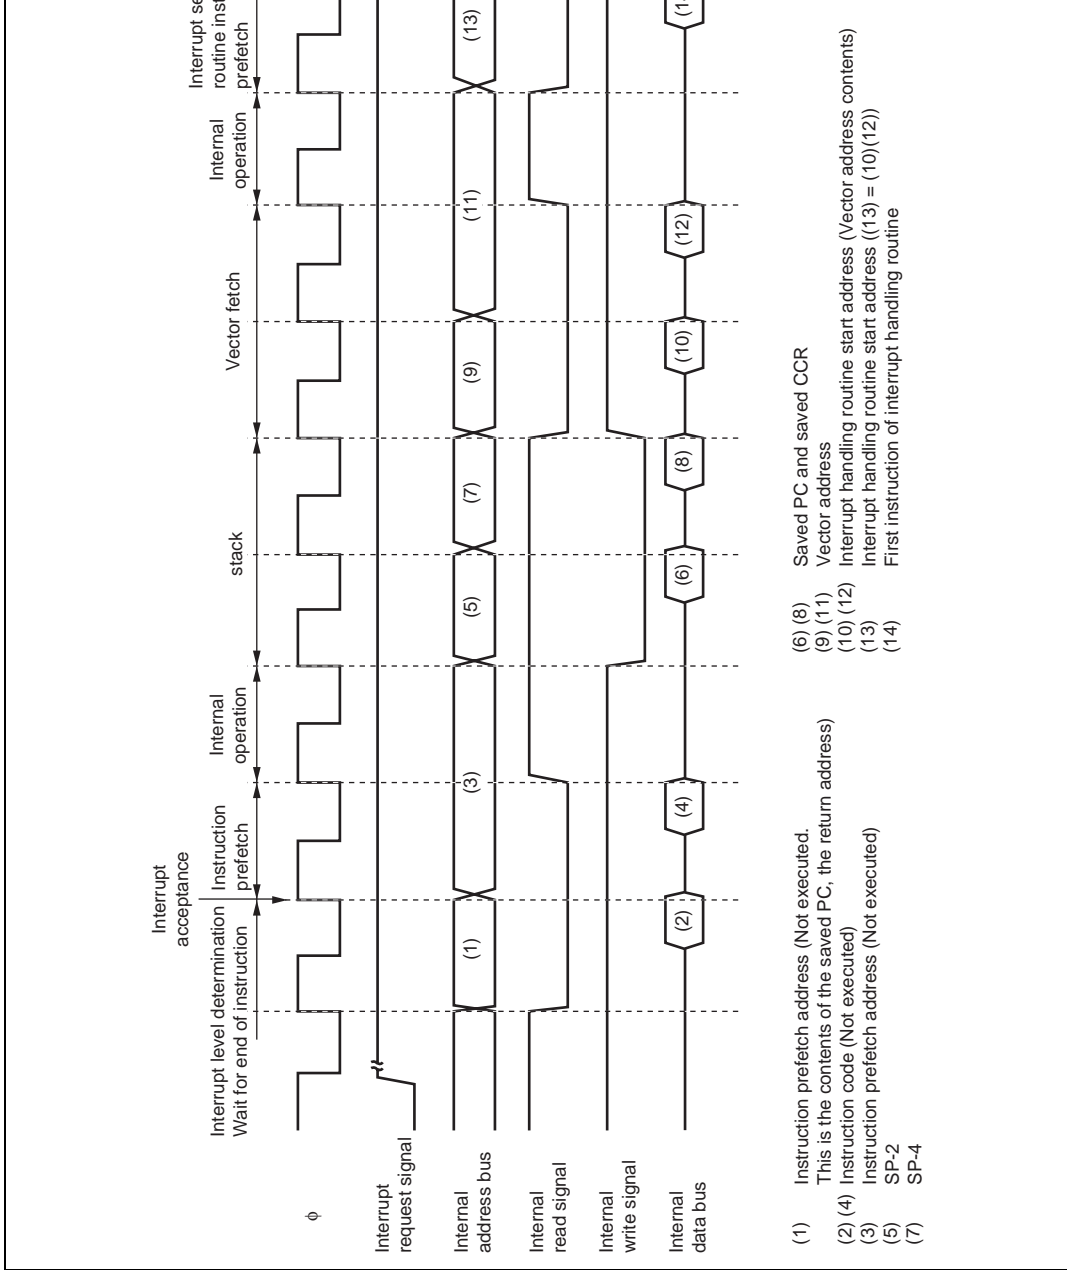 Interrupt
acceptance
Interrupt level determination
Wait for end of instruction
Instruction
prefetch
Internal
operation
stack
Vector fetch
Internal
operation
Interrupt
routine
prefetch
φ
Interrupt
request signal
Internal
address bus
(1)
(3)
(5)
(7)
(9)
(11)
(13)
Internal
read signal
Internal
write signal
Internal
data bus
(2)
(4)
(6)
(8)
(10)
(12)
(1) Instruction prefetch address (Not executed.
This is the contents of the saved PC, the return address)
(2) (4) Instruction code (Not executed)
(3) Instruction prefetch address (Not executed)
(5) SP-2
(7) SP-4
(6) (8) Saved PC and saved CCR
(9) (11) Vector address
(10) (12) Interrupt handling routine start address (Vector address contents)
(13) Interrupt handling routine start address ((13) = (10)(12))
(14) First instruction of interrupt handling routine